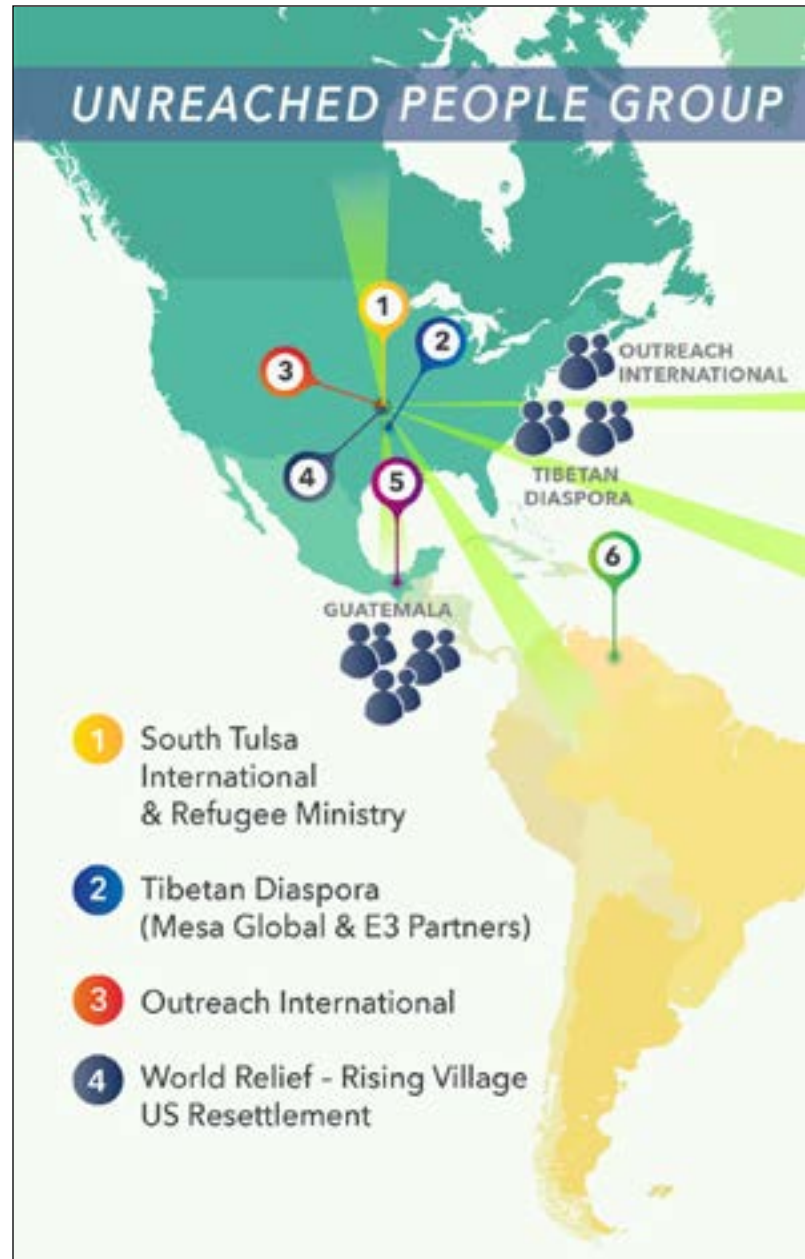 UNREACHED PEOPLE GROUP
1
2
3
OUTREACH
INTERNATIONAL
4
5
TIBETAN
DIASPORA
6
GUATEMALA
1 South Tulsa
International
& Refugee Ministry
2 Tibetan Diaspora
(Mesa Global & E3 Partners)
3 Outreach International
4 World Relief - Rising Village
US Resettlement